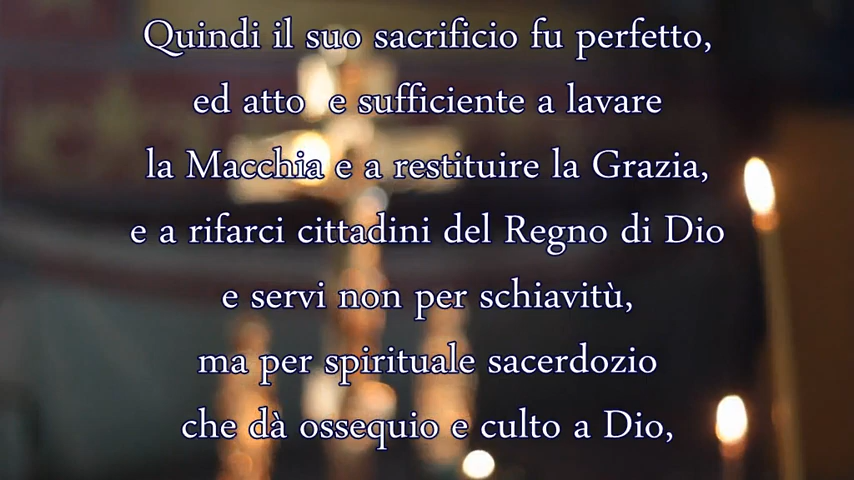 Quindi il suo sacrificio fu perfetto,
ed atto e sufficiente a lavare
la Macchia e a restituire la Grazia,
e a rifarci cittadini del Regno di Dio
e servi non per schiavitù,
ma per spirituale sacerdozio
che dà ossequio e culto a Dio,